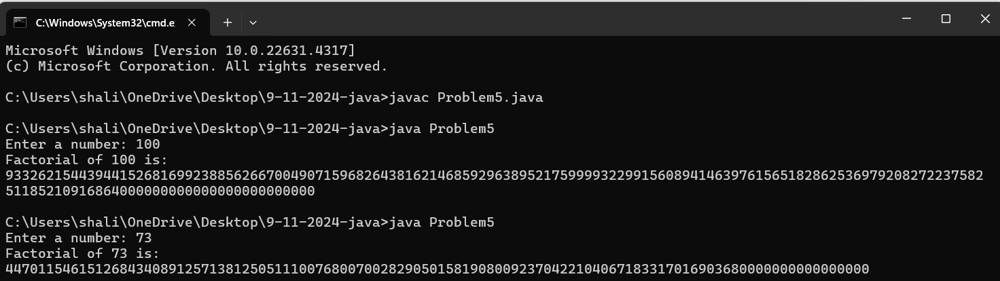 C:\Windows\System32\cmd.e
Microsoft Windows [Version 10.0.22631.4317]
(c) Microsoft Corporation. All rights reserved.
C:\Users\shali\OneDrive\Desktop\9-11-2024-java>javac Problem5.java
C:\Users\shali\OneDrive\Desktop\9-11-2024-java>java Problem5
Enter a number: 100
Factorial of 100 is:
933262154439441526816992388562667004907159682643816214685929638952175999932299156089414639761565182862536979208272237582
51185210916864000000000000000000000000
C:\Users\shali\OneDrive\Desktop\9-11-2024-java>java Problem5
Enter a number: 73
Factorial of 73 is:
4470115461512684340891257138125051110076800700282905015819080092370422104067183317016903680000000000000000